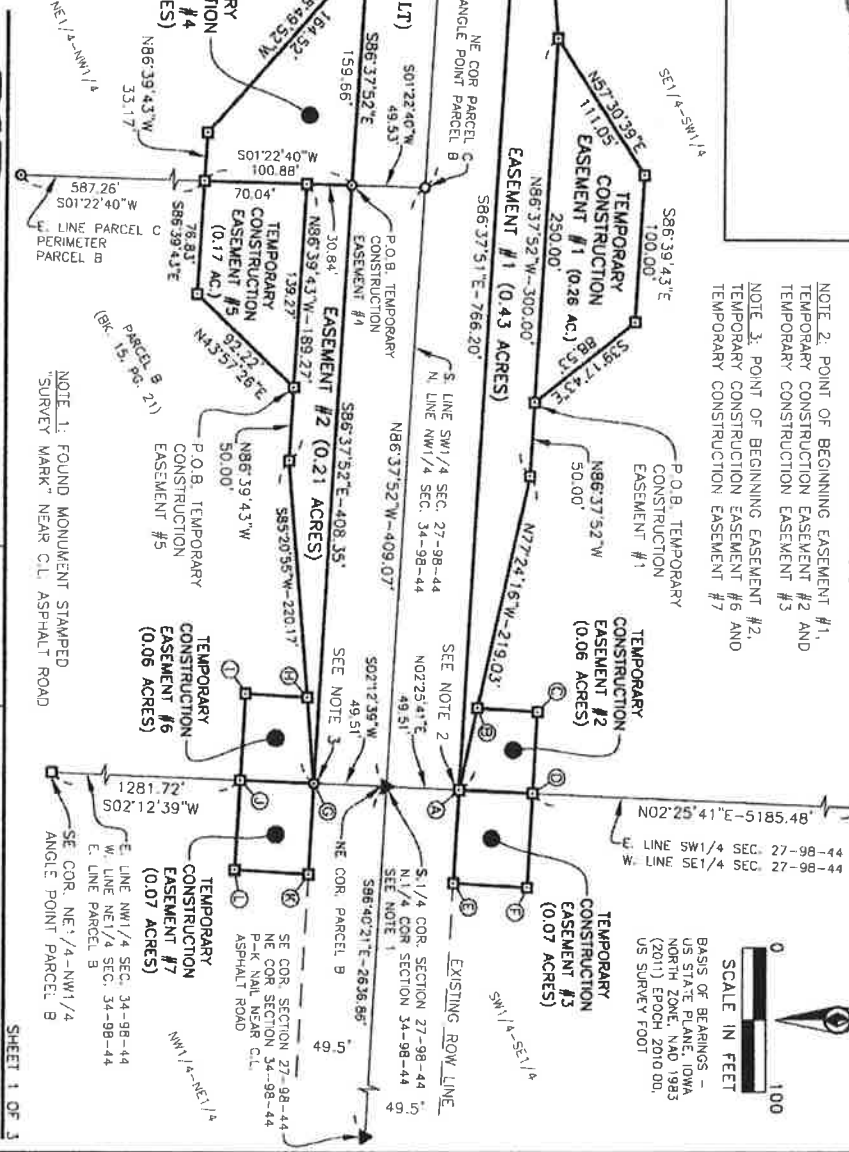 NOTE 2: POINT OF BEGINNING EASEMENT #1,
TEMPORARY CONSTRUCTION EASEMENT #2 AND
TEMPORARY CONSTRUCTION EASEMENT #3
NOTE 3: POINT OF BEGINNING EASEMENT #2,
TEMPORARY CONSTRUCTION EASEMENT #6 AND
TEMPORARY CONSTRUCTION EASEMENT #7
0
100
SCALE IN FEET
BASIS OF BEARINGS -
US STATE PLANE, IOWA
NORTH ZONE, NAD 1983
(2011) EPOCH 2010.00,
US SURVEY FOOT
SE1/4-SW1/4
N57°30'39"E
111.05'
S86°39'43"E
100.00'
S39°17'43"E
88.53'
TEMPORARY
CONSTRUCTION
EASEMENT #1 (0.26 AC.)
250.00'
N86°37'52"W-300.00'
EASEMENT #1 (0.43 ACRES)
S86°37'51"E-766.20'
P.O.B. TEMPORARY
CONSTRUCTION
EASEMENT #1
N86°37'52"W
50.00'
N77°24'16"W-219.03'
TEMPORARY
CONSTRUCTION
EASEMENT #2
(0.06 ACRES)
C
D
B
A
E
F
N02°25'41"E-5185.48'
E. LINE SW1/4 SEC. 27-98-44
W. LINE SE1/4 SEC. 27-98-44
TEMPORARY
CONSTRUCTION
EASEMENT #3
(0.07 ACRES)
SW1/4-SE1/4
EXISTING ROW LINE
SEE NOTE 2
N02°25'41"E
49.51'
S.1/4 COR. SECTION 27-98-44
N.1/4 COR SECTION 34-98-44
SEE NOTE 1
49.5'
S86°40'21"E-2636.86'
49.5'
NE COR PARCEL C
ANGLE POINT PARCEL B
LT)
S01°22'40"W
49.53'
S. LINE SW1/4 SEC. 27-98-44
N. LINE NW1/4 SEC. 34-98-44
N86°37'52"W-409.07'
S86°37'52"E
159.66'
P.O.B. TEMPORARY
CONSTRUCTION
EASEMENT #4
S02°12'39"W
49.51'
NE COR. PARCEL B
SEE NOTE 3
SE COR. SECTION 27-98-44
NE COR SECTION 34-98-44
P-K NAIL NEAR C.L.
ASPHALT ROAD
S86°37'52"E-408.35'
EASEMENT #2 (0.21 ACRES)
30.84'
N86°39'43"W-189.27'
139.27'
49'52"W
164.52'
RY
TION
#4
ES)
NE1/4-NW1/4
N86°39'43"W
33.17'
S01°22'40"W
100.88'
70.04'
TEMPORARY
CONSTRUCTION
EASEMENT #5
(0.17 AC.)
76.83'
S86°39'43"E
92.22'
N43°57'26"E
587.26'
S01°22'40"W
E. LINE PARCEL C
PERIMETER
PARCEL B
PARCEL B
(BK. 15, PG. 21)
N86°39'43"W
50.00'
P.O.B. TEMPORARY
CONSTRUCTION
EASEMENT #5
S85°20'55"W-220.17'
H
I
G
J
K
L
TEMPORARY
CONSTRUCTION
EASEMENT #6
(0.06 ACRES)
TEMPORARY
CONSTRUCTION
EASEMENT #7
(0.07 ACRES)
NW1/4-NE1/4
1281.72'
S02°12'39"W
E. LINE NW1/4 SEC. 34-98-44
W. LINE NE1/4 SEC. 34-98-44
E. LINE PARCEL B
SE COR. NE1/4-NW1/4
ANGLE POINT PARCEL B
NOTE 1: FOUND MONUMENT STAMPED
"SURVEY MARK" NEAR C.L. ASPHALT ROAD
SHEET 1 OF 3